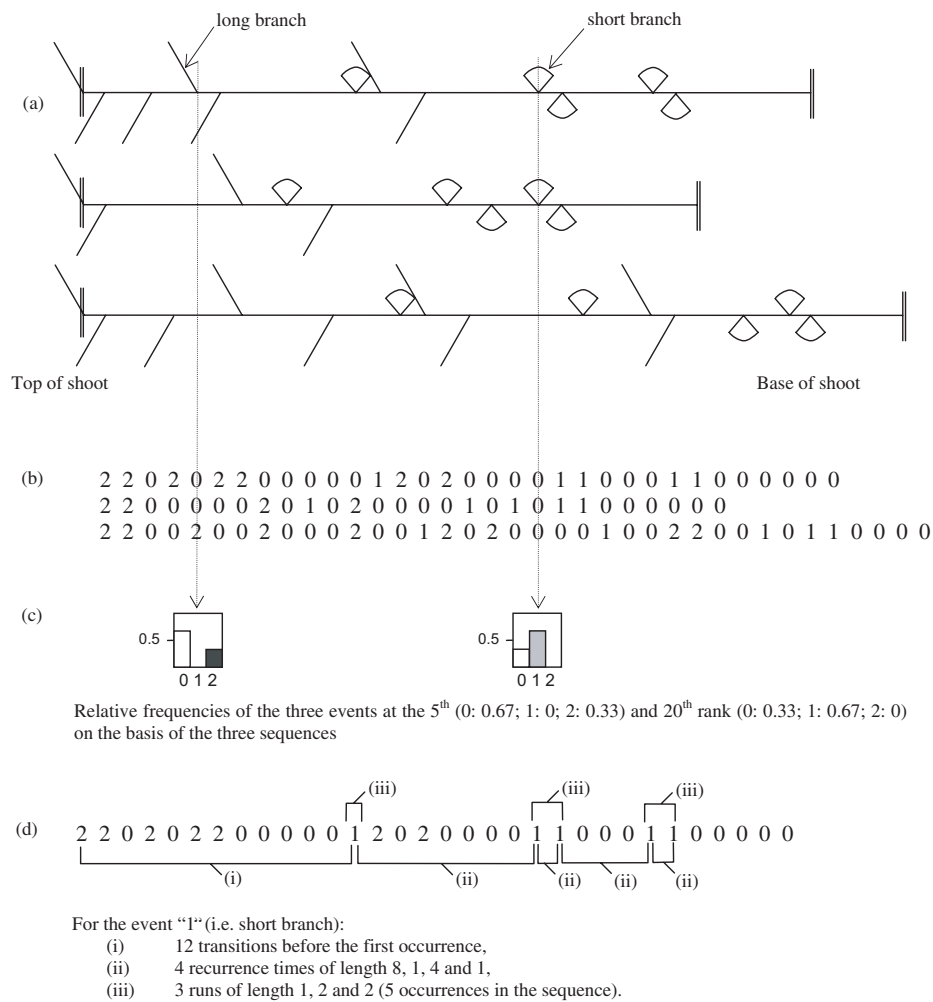 long branch
short branch
(a)
Top of shoot
Base of shoot
(b)
2 2 0 2 0 2 2 0 0 0 0 0 1 2 0 2 0 0 0 0 1 1 0 0 0 1 1 0 0 0 0 0 0
2 2 0 0 0 0 0 2 0 1 0 2 0 0 0 0 1 0 1 0 1 1 0 0 0 0 0 0
2 2 0 0 2 0 0 2 0 0 0 2 0 0 1 2 0 2 0 0 0 0 1 0 0 2 2 0 0 1 0 1 1 0 0 0 0
(c)
0.5
0 1 2
0.5
0 1 2
Relative frequencies of the three events at the 5th (0: 0.67; 1: 0; 2: 0.33) and 20th rank (0: 0.33; 1: 0.67; 2: 0)
on the basis of the three sequences
(iii)
(iii)
(iii)
(d)
2 2 0 2 0 2 2 0 0 0 0 0 1 2 0 2 0 0 0 0 1 1 0 0 0 1 1 0 0 0 0 0
(i)
(ii)
(ii)
(ii)
(ii)
For the event “1“ (i.e. short branch):
(i) 12 transitions before the first occurrence,
(ii) 4 recurrence times of length 8, 1, 4 and 1,
(iii) 3 runs of length 1, 2 and 2 (5 occurrences in the sequence).